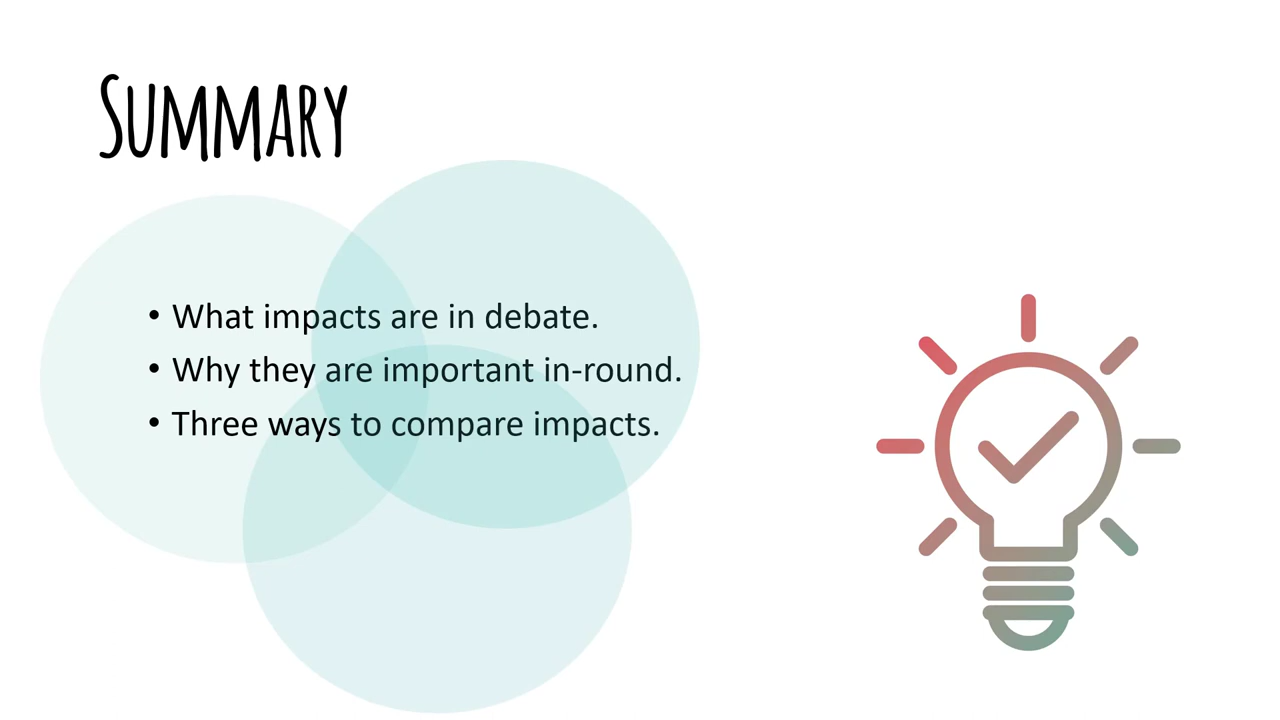 Summary
• What impacts are in debate.
• Why they are important in-round.
• Three ways to compare impacts.